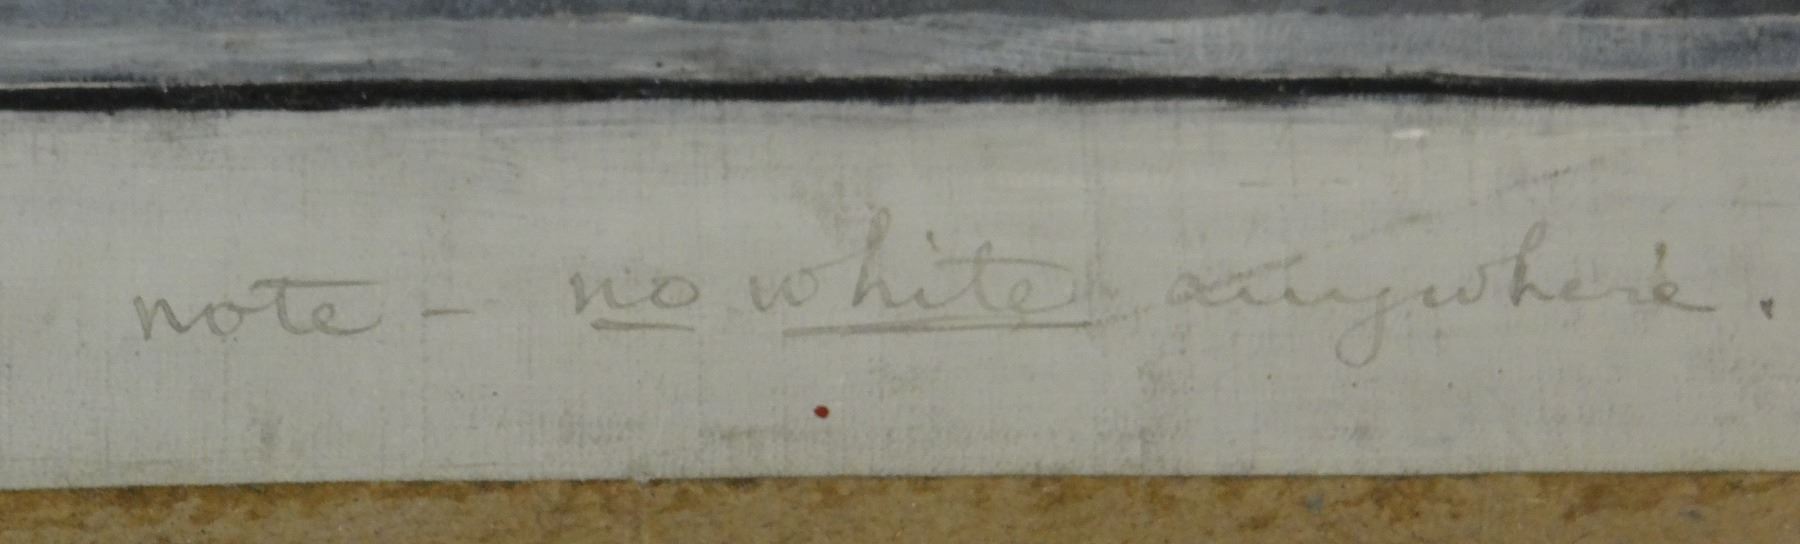 note - no white anywhere.